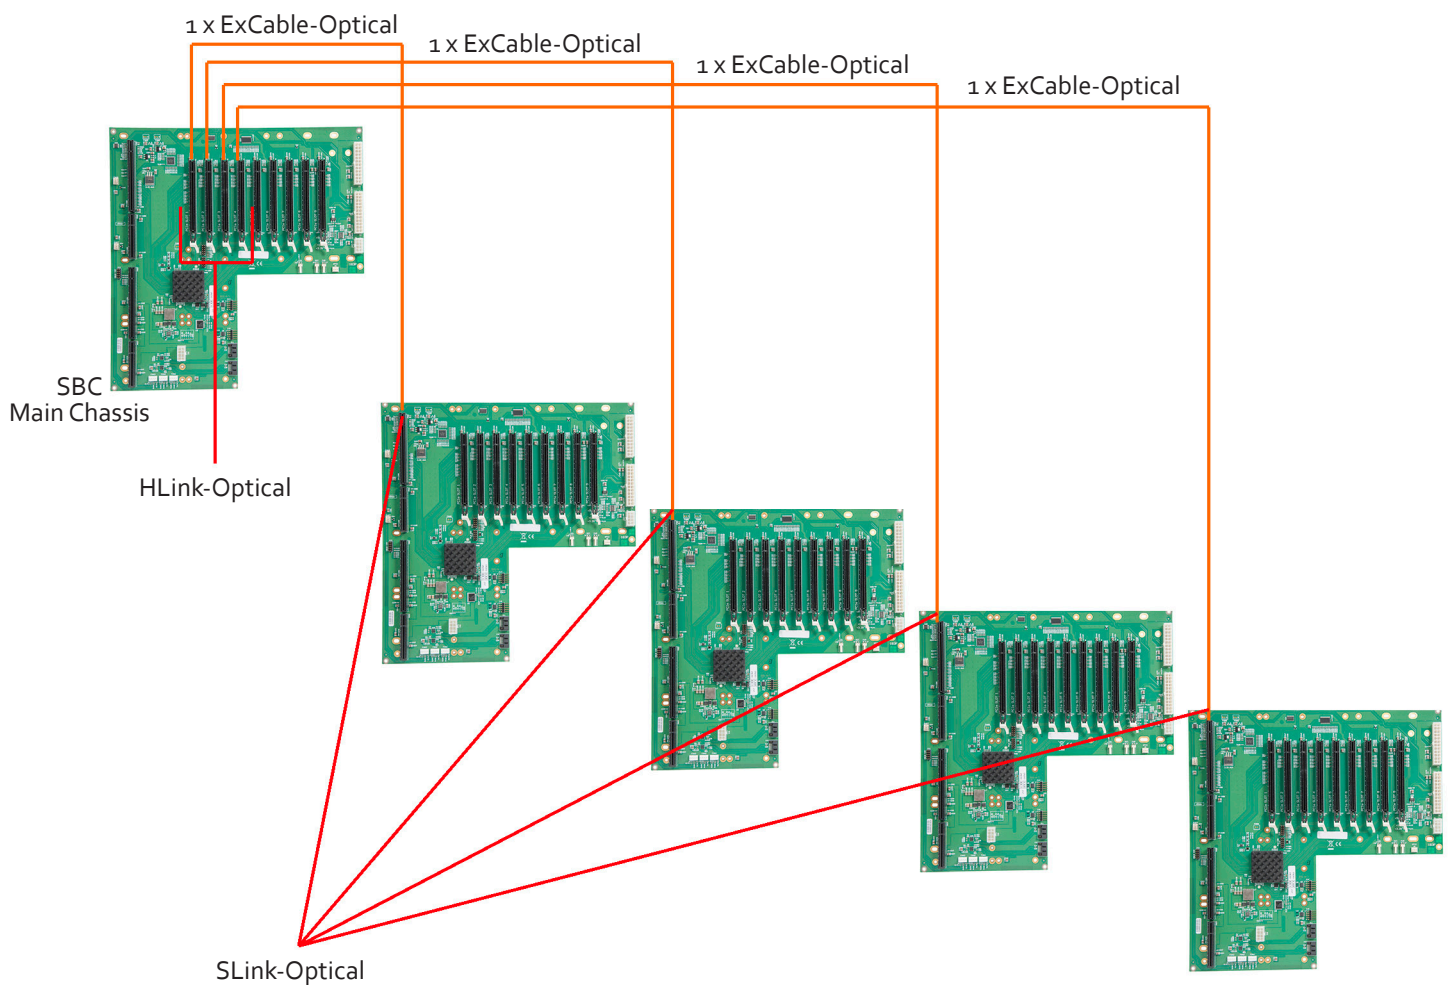 1 x ExCable-Optical
1 x ExCable-Optical
1 x ExCable-Optical
1 x ExCable-Optical
SBC
Main Chassis
HLink-Optical
SLink-Optical